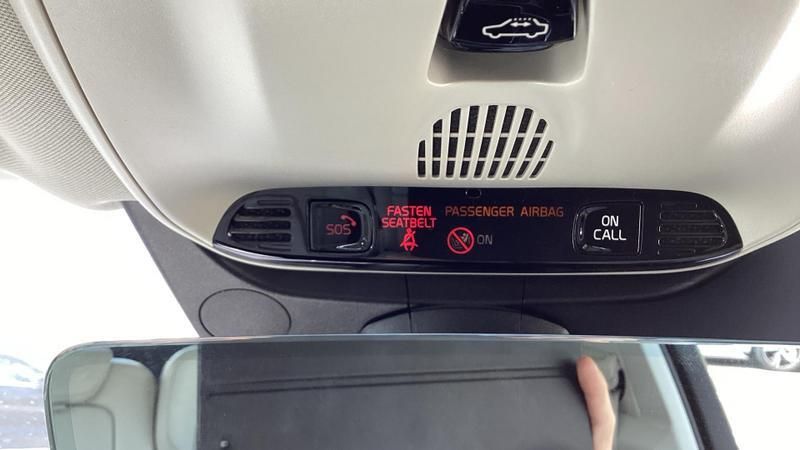 SOS
FASTEN
SEATBELT
PASSENGER AIRBAG
ON
ON
CALL